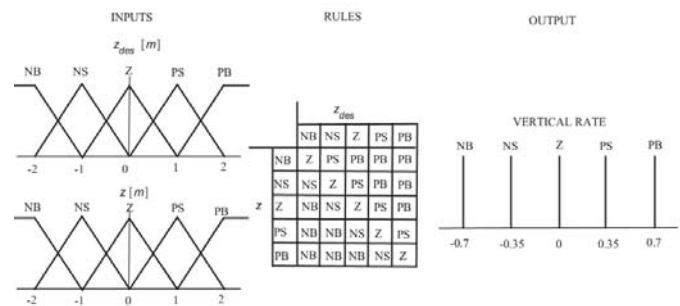 INPUTS
z_des [m]
NB NS Z PS PB
-2 -1 0 1 2
z [m]
NB NS Z PS PB
-2 -1 0 1 2
RULES
z_des
NB NS Z PS PB
NB Z PS PB PB PB
NS NS Z PS PB PB
z Z NB NS Z PS PB
PS NB NB NS Z PS
PB NB NB NB NS Z
OUTPUT
VERTICAL RATE
NB NS Z PS PB
-0.7 -0.35 0 0.35 0.7